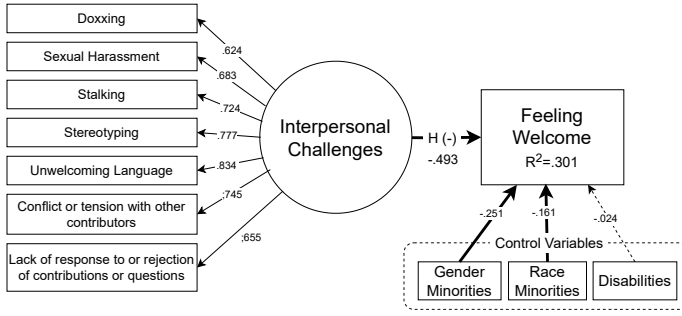 Doxxing
Sexual Harassment
Stalking
Stereotyping
Unwelcoming Language
Conflict or tension with other
contributors
Lack of response to or rejection
of contributions or questions
.624
.683
.724
.777
.834
;745
;655
Interpersonal
Challenges
H (-)
-.493
Feeling
Welcome
R²=.301
-.251
-.161
-.024
Control Variables
Gender
Minorities
Race
Minorities
Disabilities